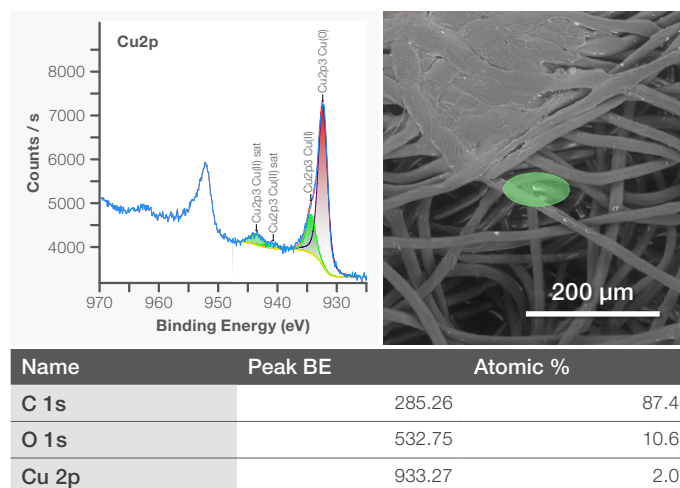 Cu2p
Cu2p3 Cu(0)
Cu2p3 Cu(II)
Cu2p3 Cu(II) sat
Cu2p3 Cu(II) sat
Counts / s
8000
7000
6000
5000
4000
970 960 950 940 930
Binding Energy (eV)
200 µm
Name Peak BE Atomic %
C 1s 285.26 87.4
O 1s 532.75 10.6
Cu 2p 933.27 2.0